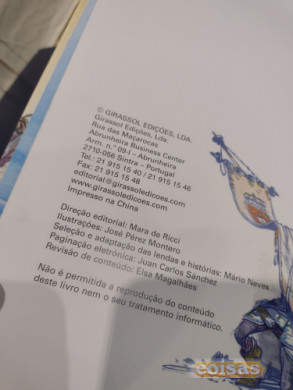 © GIRASSOL EDIÇÕES, LDA.
Girassol Edições, Lda.
Rua das Maçarocas
Abrunheira Business Center
Arm. n.º 09-I – Abrunheira
2710-056 Sintra – Portugal
Tel.: 21 915 15 40 / 21 915 15 46
Fax: 21 915 15 48
editorial@girassoledicoes.com
www.girassoledicoes.com
Impresso na China
Direção editorial: Mara de Ricci
Ilustrações: José Pérez Montero
Seleção e adaptação das lendas e histórias: Mário Neves
Paginação eletrónica: Juan Carlos Sánchez
Revisão de conteúdo: Elsa Magalhães
Não é permitida a reprodução do conteúdo
deste livro nem o seu tratamento informático.
coisas